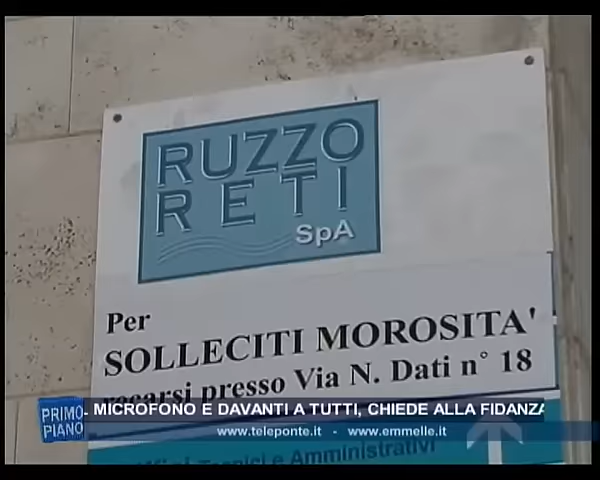 RUZZO
RETI
SpA
Per
SOLLECITI MOROSITA'
recarsi presso Via N. Dati n° 18
PRIMO
PIANO
MICROFONO E DAVANTI A TUTTI, CHIEDE ALLA FIDANZA
www.teleponte.it - www.emmelle.it
Tecnici e Amministrativi